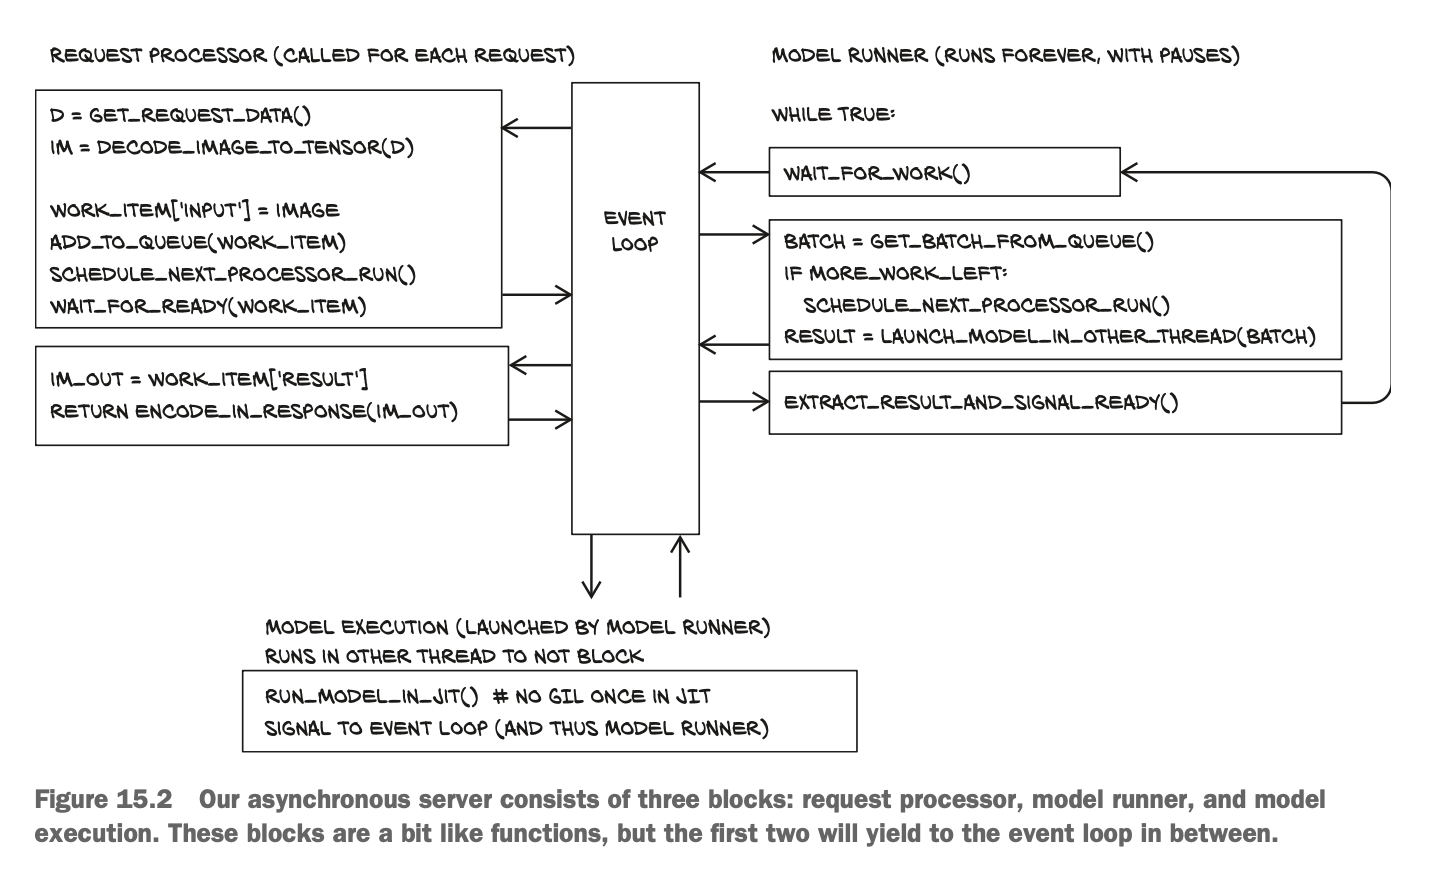 REQUEST PROCESSOR (CALLED FOR EACH REQUEST)
D = GET_REQUEST_DATA()
IM = DECODE_IMAGE_TO_TENSOR(D)
WORK_ITEM['INPUT'] = IMAGE
ADD_TO_QUEUE(WORK_ITEM)
SCHEDULE_NEXT_PROCESSOR_RUN()
WAIT_FOR_READY(WORK_ITEM)
IM_OUT = WORK_ITEM['RESULT']
RETURN ENCODE_IN_RESPONSE(IM_OUT)
EVENT
LOOP
MODEL RUNNER (RUNS FOREVER, WITH PAUSES)
WHILE TRUE:
WAIT_FOR_WORK()
BATCH = GET_BATCH_FROM_QUEUE()
IF MORE_WORK_LEFT:
SCHEDULE_NEXT_PROCESSOR_RUN()
RESULT = LAUNCH_MODEL_IN_OTHER_THREAD(BATCH)
EXTRACT_RESULT_AND_SIGNAL_READY()
MODEL EXECUTION (LAUNCHED BY MODEL RUNNER)
RUNS IN OTHER THREAD TO NOT BLOCK
RUN_MODEL_IN_JIT() # NO GIL ONCE IN JIT
SIGNAL TO EVENT LOOP (AND THUS MODEL RUNNER)
Figure 15.2 Our asynchronous server consists of three blocks: request processor, model runner, and model
execution. These blocks are a bit like functions, but the first two will yield to the event loop in between.